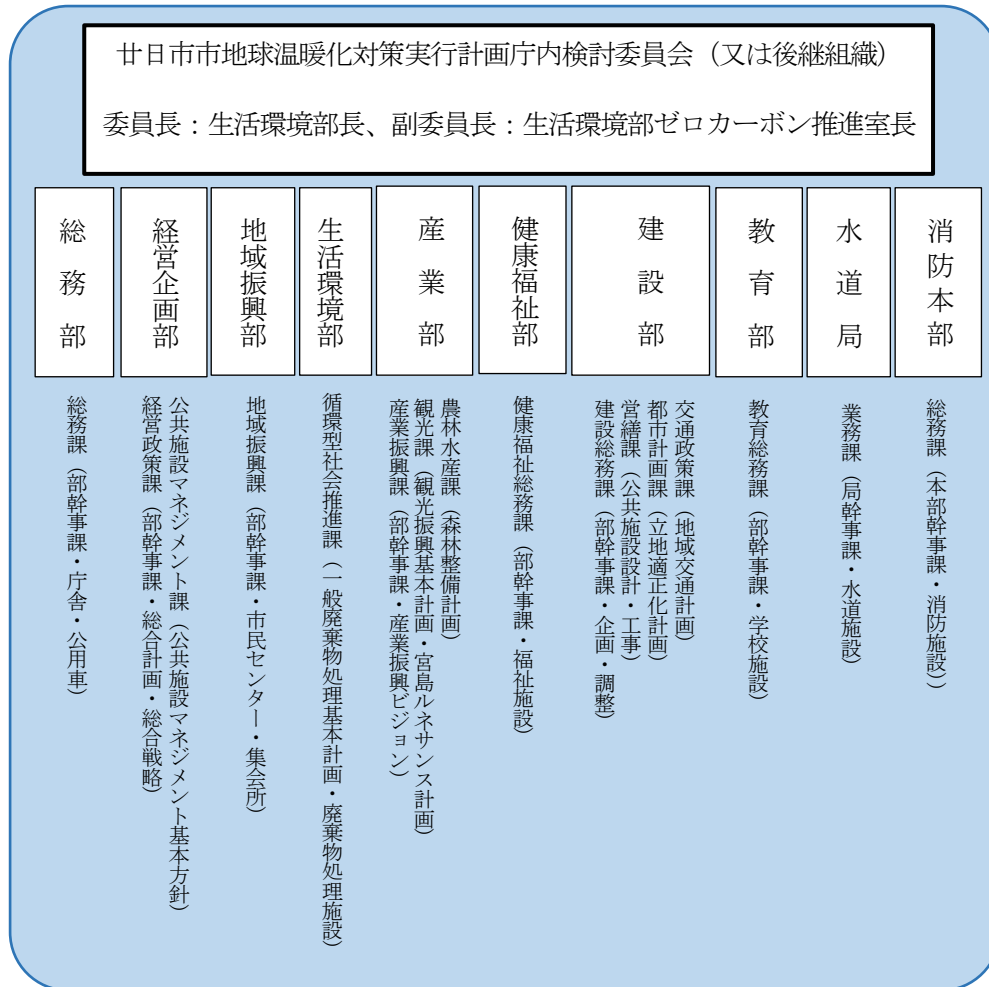 廿日市市地球温暖化対策実行計画庁内検討委員会（又は後継組織）
委員長：生活環境部長、副委員長：生活環境部ゼロカーボン推進室長
総務部
経営企画部
地域振興部
生活環境部
産業部
健康福祉部
建設部
教育部
水道局
消防本部
総務課（部幹事課・庁舎・公用車）
公共施設マネジメント課（公共施設マネジメント基本方針）
経営政策課（部幹事課・総合計画・総合戦略）
地域振興課（部幹事課・市民センター・集会所）
循環型社会推進課（一般廃棄物処理基本計画・廃棄物処理施設）
農林水産課（森林整備計画）
観光課（観光振興基本計画・宮島ルネサンス計画）
産業振興課（部幹事課・産業振興ビジョン）
健康福祉総務課（部幹事課・福祉施設）
交通政策課（地域交通計画）
都市計画課（立地適正化計画）
営繕課（公共施設設計・工事）
建設総務課（部幹事課・企画・調整）
教育総務課（部幹事課・学校施設）
業務課（局幹事課・水道施設）
総務課（本部幹事課・消防施設））